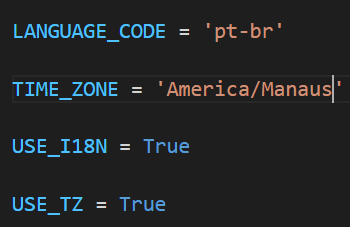 LANGUAGE_CODE = 'pt-br'
TIME_ZONE = 'America/Manaus'
USE_I18N = True
USE_TZ = True